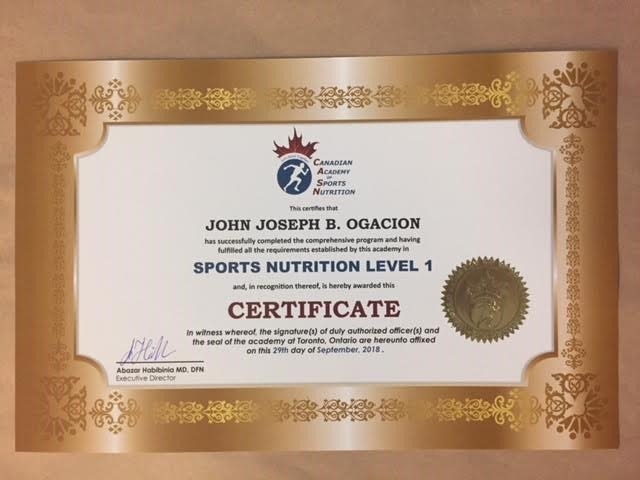 CANADIAN
ACADEMY
OF
SPORTS
NUTRITION
This certifies that
JOHN JOSEPH B. OGACION
has successfully completed the comprehensive program and having
fulfilled all the requirements established by this academy in
SPORTS NUTRITION LEVEL 1
and, in recognition thereof, is hereby awarded this
CERTIFICATE
In witness whereof, the signature(s) of duly authorized officer(s) and
the seal of the academy at Toronto, Ontario are hereunto affixed
on this 29th day of September, 2018 .
Abazar Habibinia MD, DFN
Executive Director